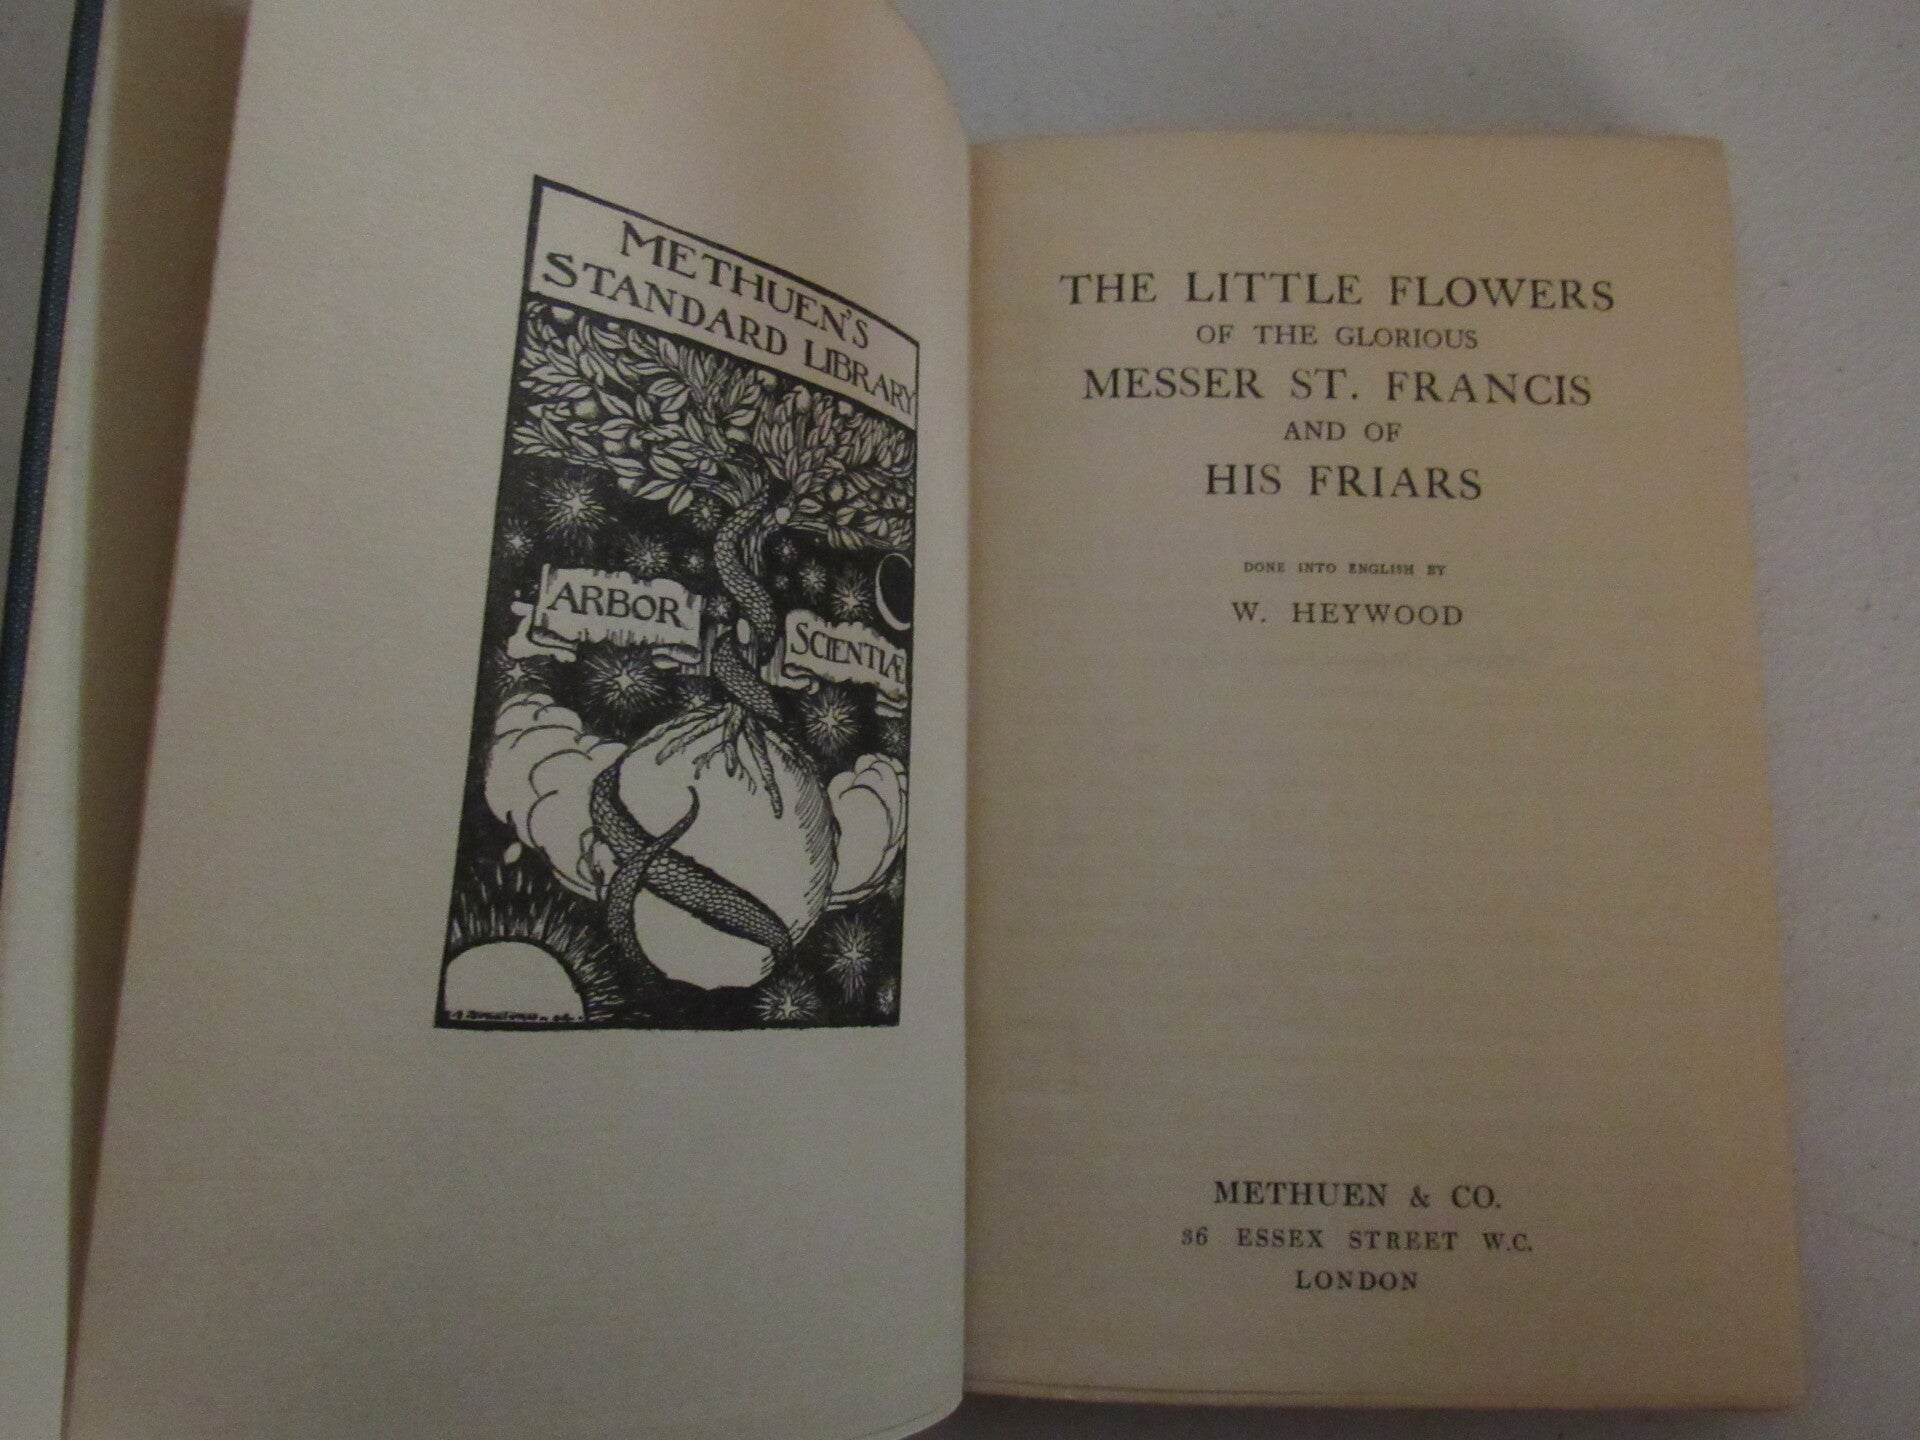 METHUEN'S
STANDARD LIBRARY
ARBOR
SCIENTIÆ
THE LITTLE FLOWERS
OF THE GLORIOUS
MESSER ST. FRANCIS
AND OF
HIS FRIARS
DONE INTO ENGLISH BY
W. HEYWOOD
METHUEN & CO.
36 ESSEX STREET W.C.
LONDON